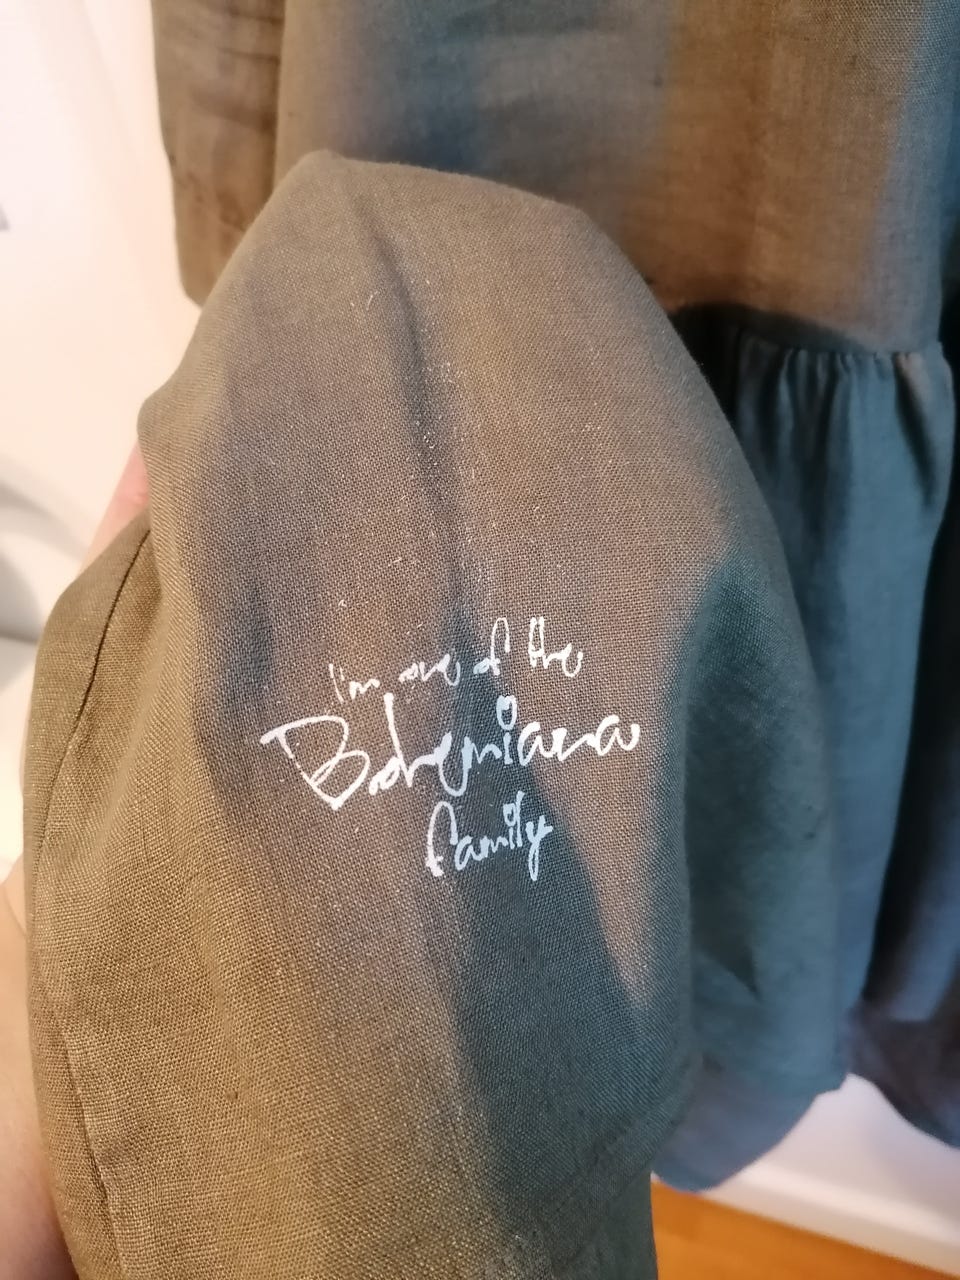 I'm one of the
Bohemiana
family